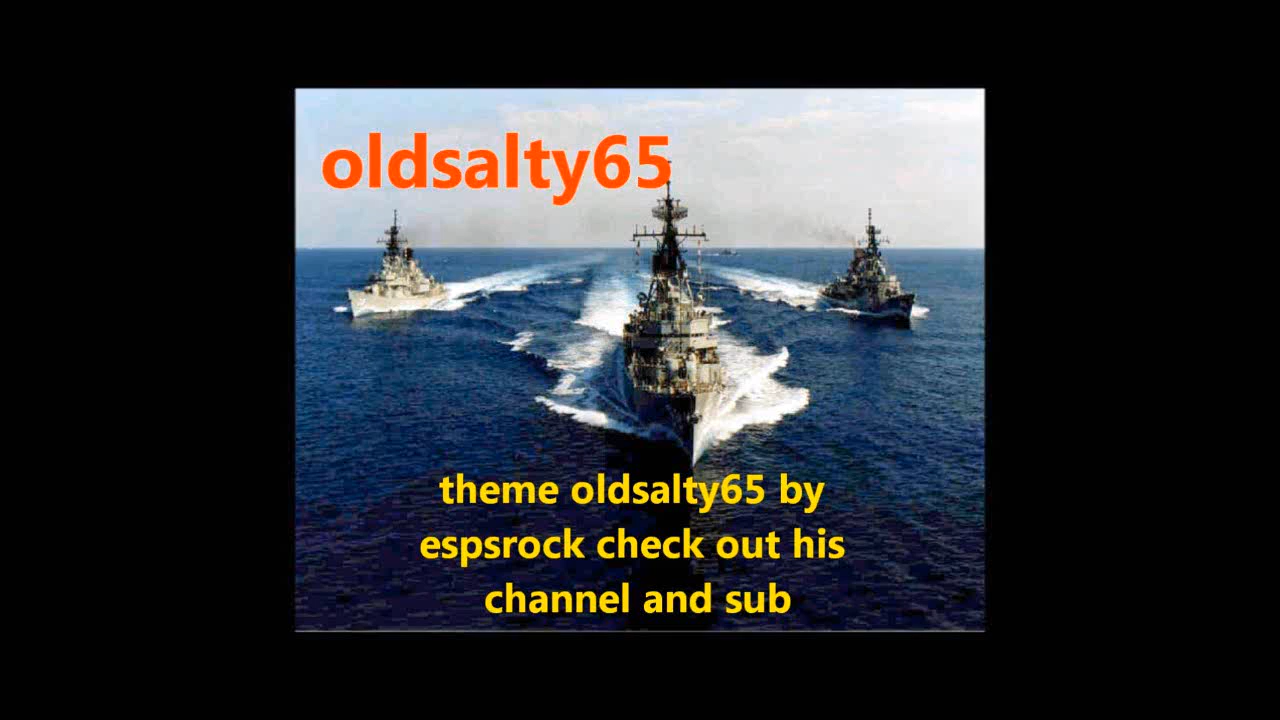 oldsalty65
theme oldsalty65 by
espsrock check out his
channel and sub